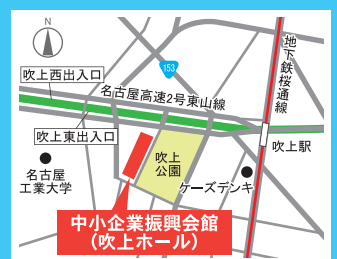 N
153
地下鉄桜通線
吹上西出入口
名古屋高速2号東山線
吹上東出入口
吹上駅
吹上
公園
名古屋
工業大学
ケーズデンキ
中小企業振興会館
(吹上ホール)